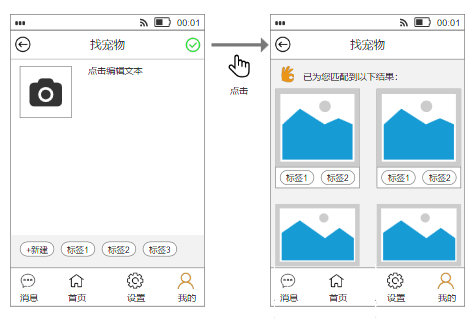 00:01
找宠物
点击编辑文本
+新建 标签1 标签2 标签3
消息 首页 设置 我的
点击
00:01
找宠物
已为您匹配到以下结果：
标签1 标签2 标签1 标签2
消息 首页 设置 我的